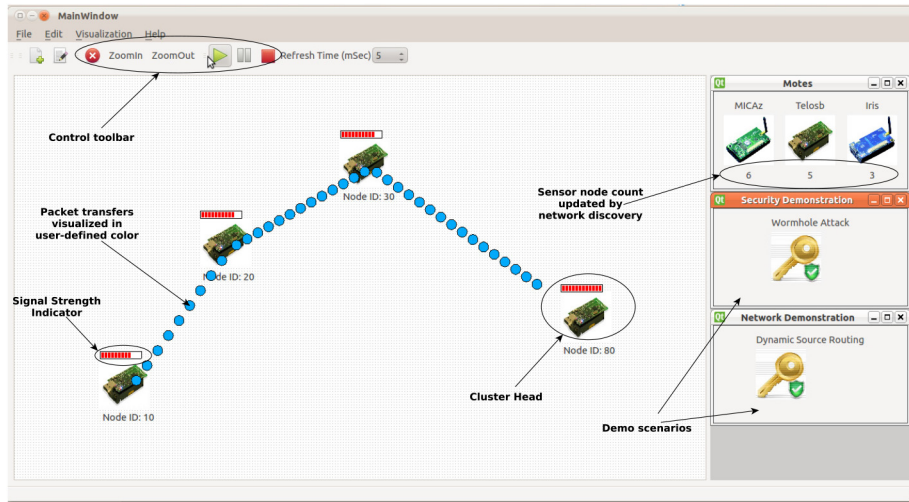 MainWindow
File Edit Visualization Help
ZoomIn ZoomOut Refresh Time (mSec) 5
Control toolbar
Node ID: 30
Packet transfers
visualized in
user-defined color
Node ID: 20
Signal Strength
Indicator
Node ID: 10
Node ID: 80
Cluster Head
Sensor node count
updated by
network discovery
Qt Motes
MICAz Telosb Iris
6 5 3
Qt Security Demonstration
Wormhole Attack
Qt Network Demonstration
Dynamic Source Routing
Demo scenarios